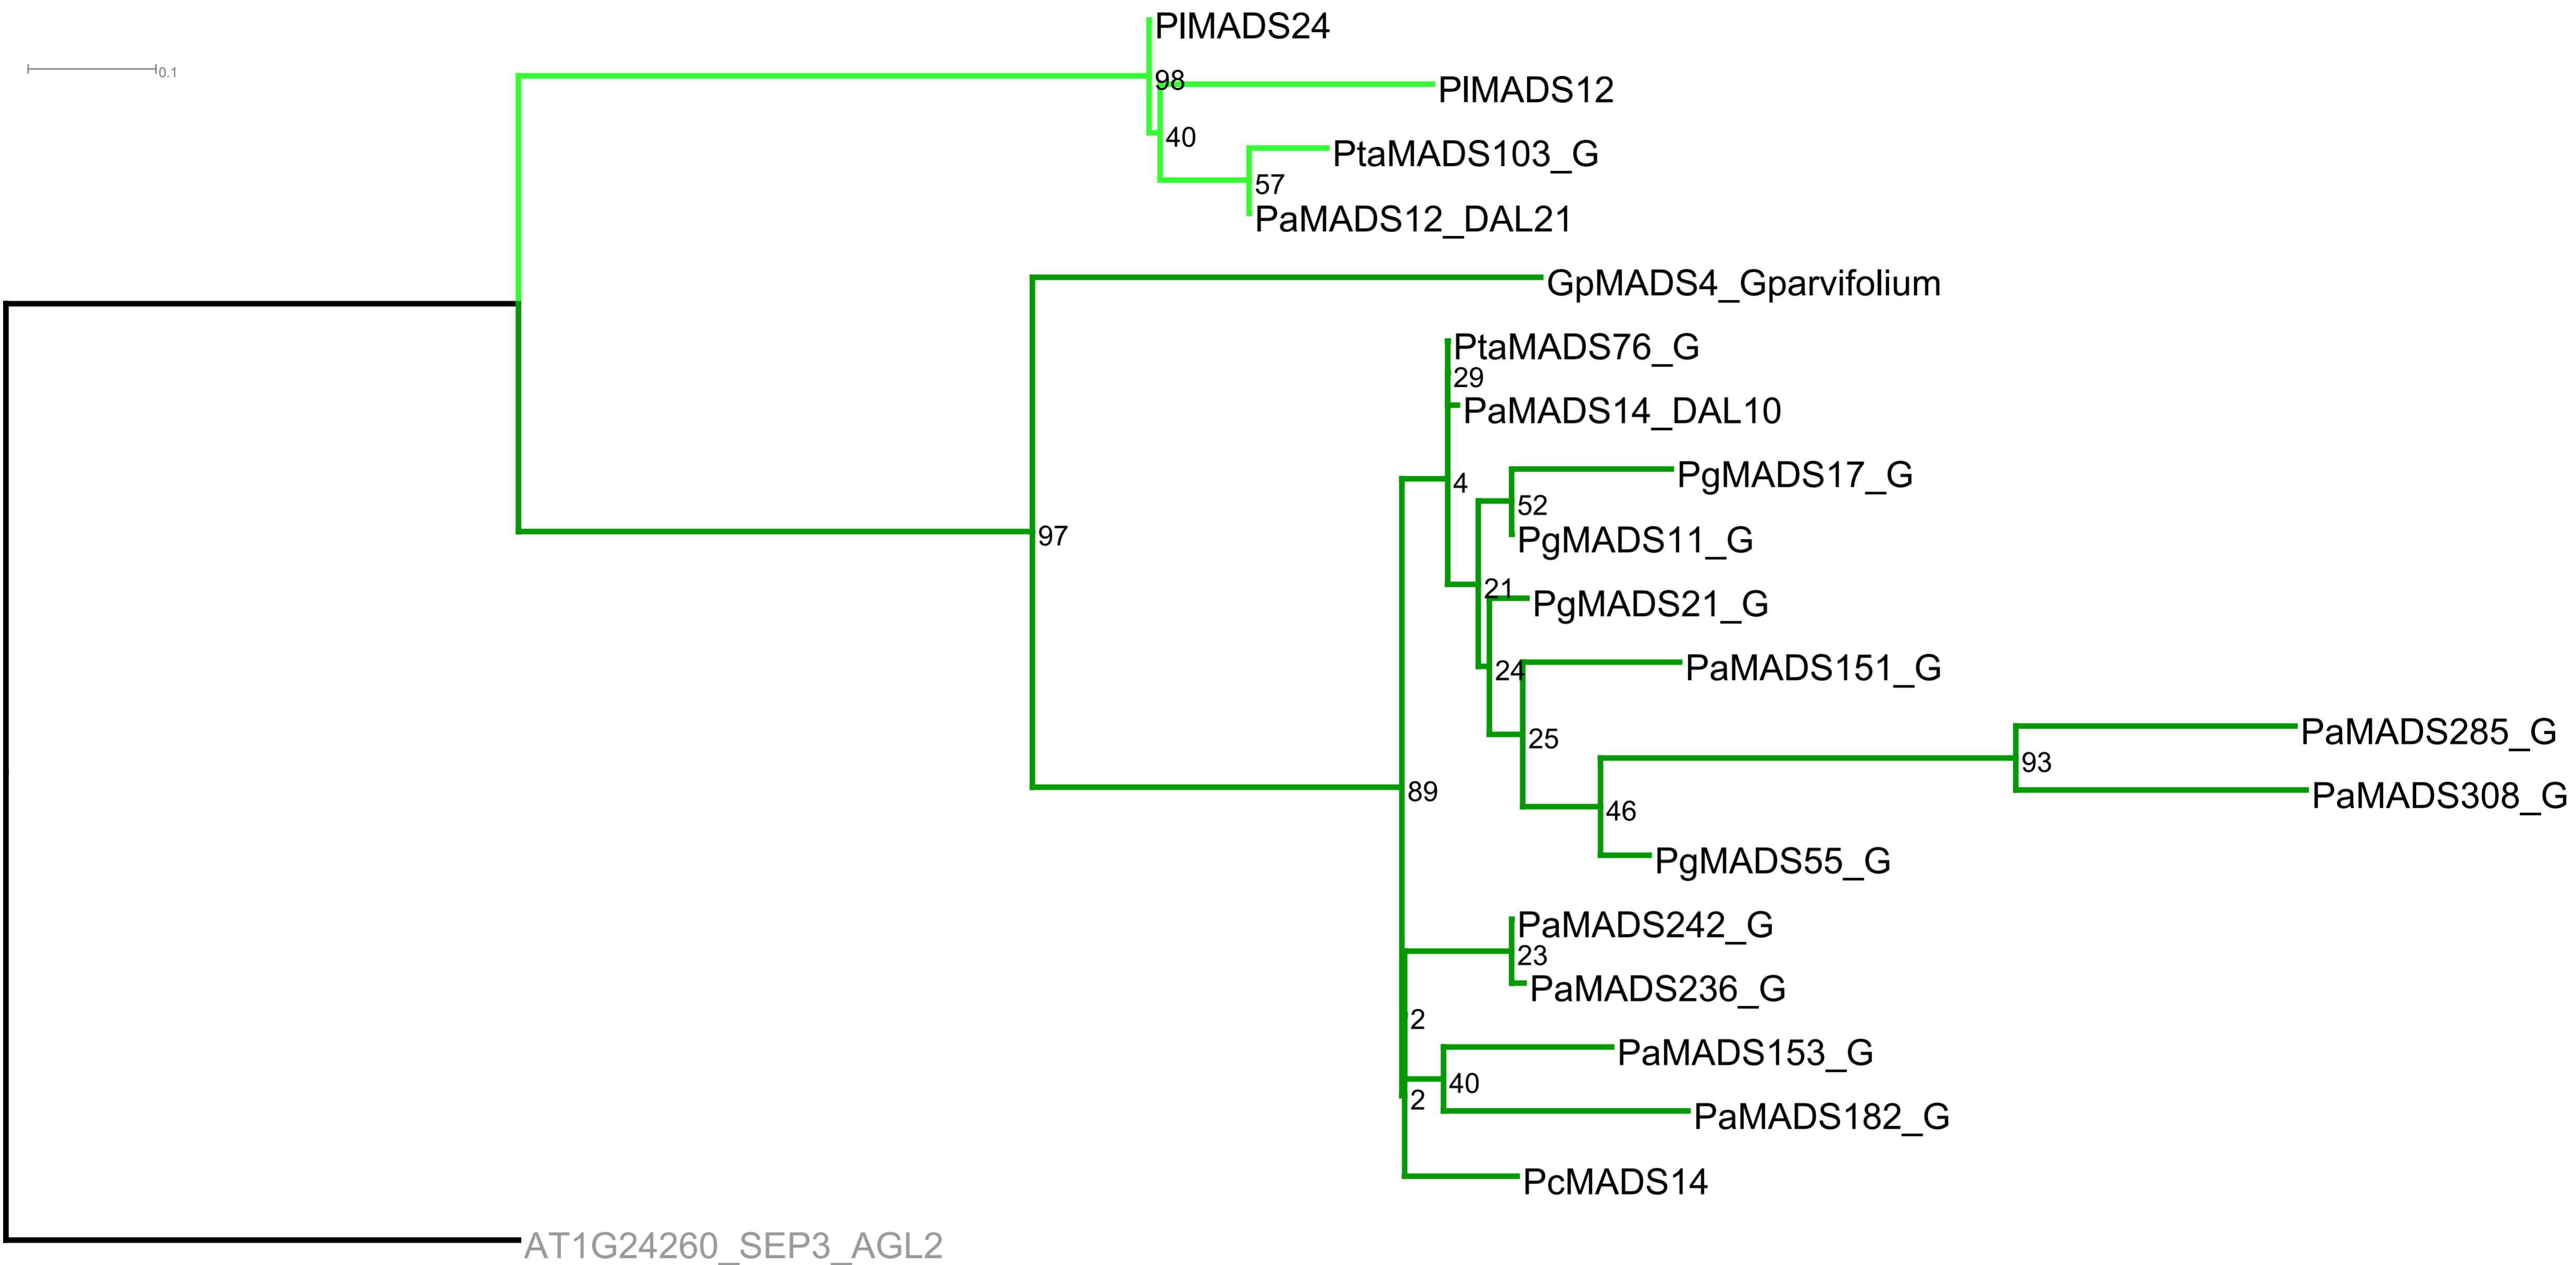 PlMADS24
0.1
98
PlMADS12
40
PtaMADS103_G
57
PaMADS12_DAL21
GpMADS4_Gparvifolium
PtaMADS76_G
29
PaMADS14_DAL10
PgMADS17_G
4
52
PgMADS11_G
97
21
PgMADS21_G
PaMADS151_G
24
PaMADS285_G
25
93
89
PaMADS308_G
46
PgMADS55_G
PaMADS242_G
23
PaMADS236_G
2
PaMADS153_G
40
2
PaMADS182_G
PcMADS14
AT1G24260_SEP3_AGL2